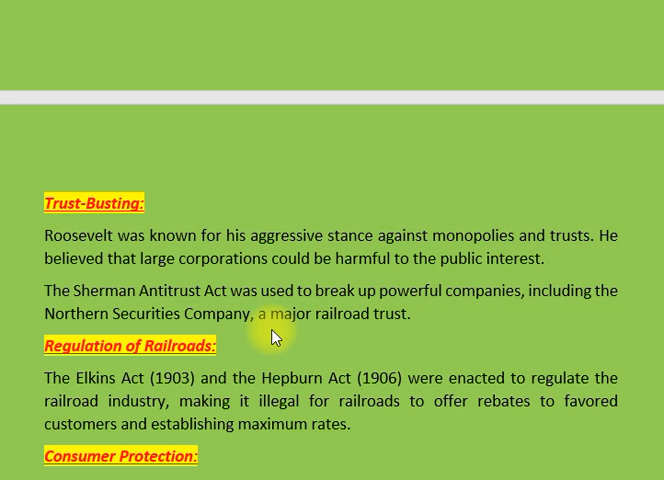 Trust-Busting:
Roosevelt was known for his aggressive stance against monopolies and trusts. He
believed that large corporations could be harmful to the public interest.
The Sherman Antitrust Act was used to break up powerful companies, including the
Northern Securities Company, a major railroad trust.
Regulation of Railroads:
The Elkins Act (1903) and the Hepburn Act (1906) were enacted to regulate the
railroad industry, making it illegal for railroads to offer rebates to favored
customers and establishing maximum rates.
Consumer Protection: